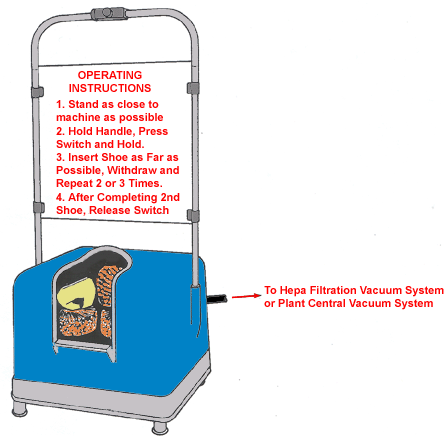 OPERATING
INSTRUCTIONS
1. Stand as close to
machine as possible
2. Hold Handle, Press
Switch and Hold.
3. Insert Shoe as Far as
Possible, Withdraw and
Repeat 2 or 3 Times.
4. After Completing 2nd
Shoe, Release Switch
To Hepa Filtration Vacuum System
or Plant Central Vacuum System